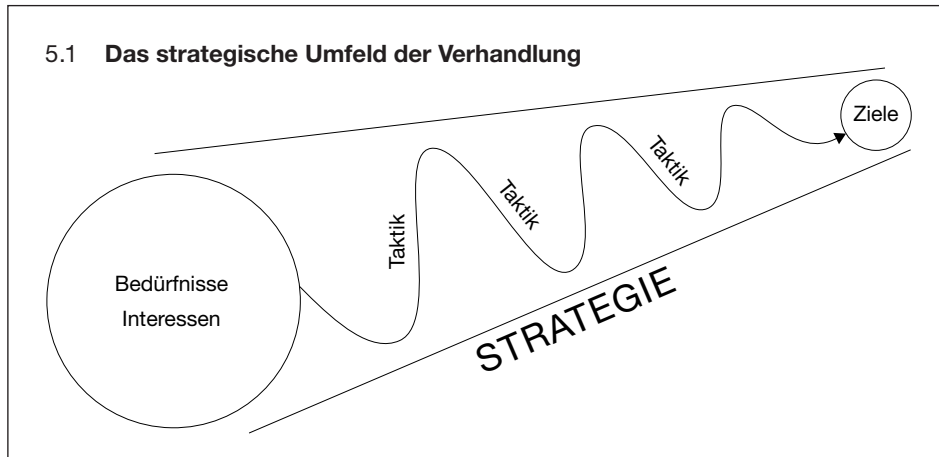 5.1 Das strategische Umfeld der Verhandlung
Ziele
Taktik
Taktik
Taktik
Bedürfnisse
Interessen
STRATEGIE